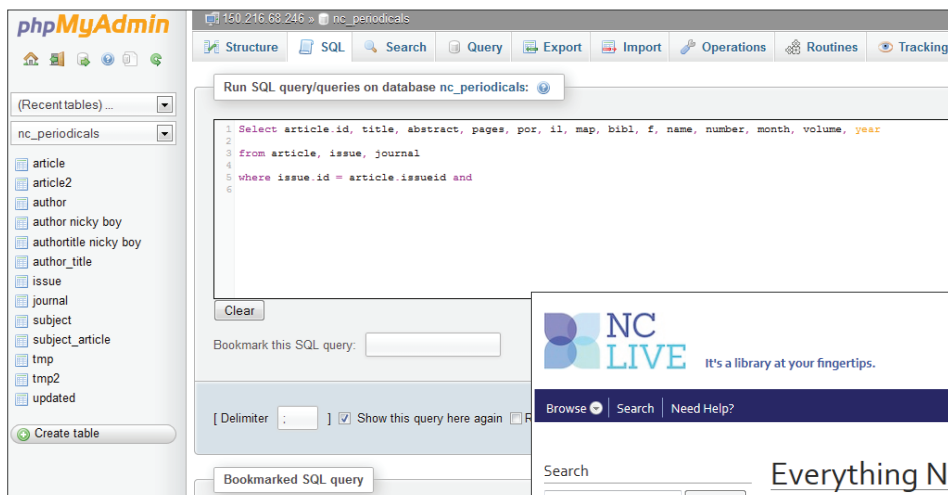 phpMyAdmin
150.216.68.246 » nc_periodicals
Structure SQL Search Query Export Import Operations Routines Tracking
(Recent tables) ...
nc_periodicals
article
article2
author
author nicky boy
authortitle nicky boy
author_title
issue
journal
subject
subject_article
tmp
tmp2
updated
Create table
Run SQL query/queries on database nc_periodicals:
1 Select article.id, title, abstract, pages, por, il, map, bibl, f, name, number, month, volume, year
2
3 from article, issue, journal
4
5 where issue.id = article.issueid and
6
Clear
Bookmark this SQL query:
[ Delimiter ; ] Show this query here again R
Bookmarked SQL query
NC
LIVE It's a library at your fingertips.
Browse Search Need Help?
Search
Everything N